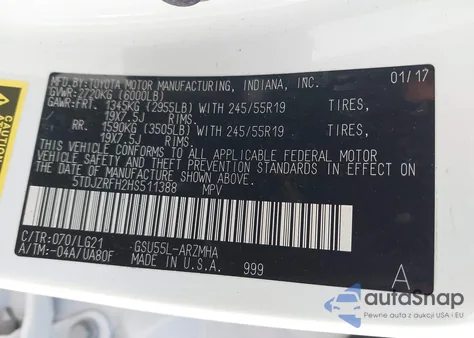 MFD.BY:TOYOTA MOTOR MANUFACTURING, INDIANA, INC. 01/17
GVWR: 2720KG (6000LB)
GAWR:FRT. 1345KG (2955LB) WITH 245/55R19 TIRES,
19X7.5J RIMS.
RR. 1590KG (3505LB) WITH 245/55R19 TIRES,
19X7.5J RIMS.
THIS VEHICLE CONFORMS TO ALL APPLICABLE FEDERAL MOTOR
VEHICLE SAFETY, BUMPER, AND THEFT PREVENTION STANDARDS IN EFFECT ON
THE DATE OF MANUFACTURE SHOWN ABOVE.
5TDJZRFH2HS511388 MPV
C/TR:070/LG21 GSU55L-ARZMHA
A/TM:-04A/UA80F MADE IN U.S.A. 999 A
CAUTION
autosnap
Pewne auta z aukcji USA i EU